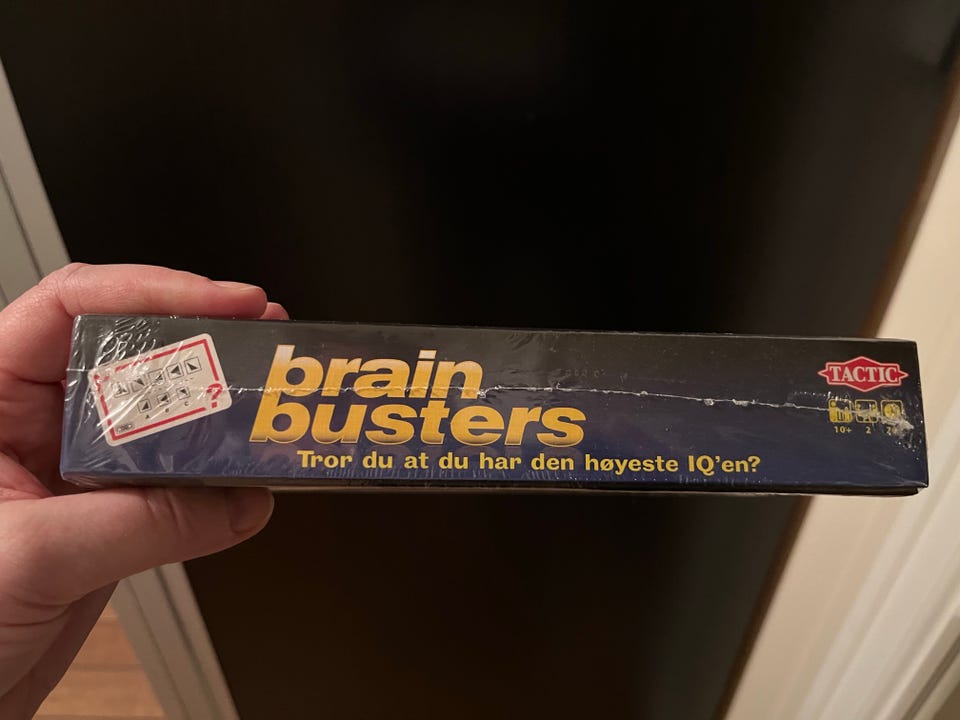 brain
busters
Tror du at du har den høyeste IQ'en?
TACTIC
10+ 2
?
A B C